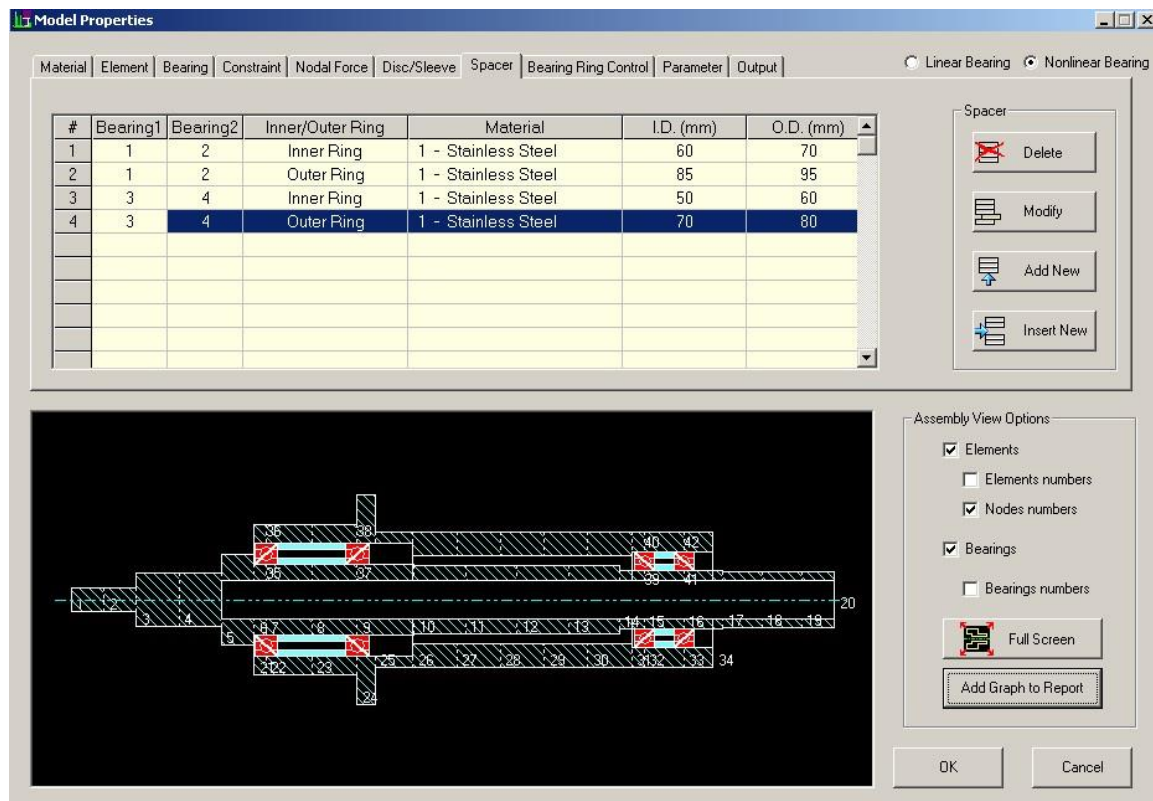 Model Properties
Material Element Bearing Constraint Nodal Force Disc/Sleeve Spacer Bearing Ring Control Parameter Output Linear Bearing Nonlinear Bearing
# Bearing1 Bearing2 Inner/Outer Ring Material I.D. (mm) O.D. (mm)
1 1 2 Inner Ring 1 - Stainless Steel 60 70
2 1 2 Outer Ring 1 - Stainless Steel 85 95
3 3 4 Inner Ring 1 - Stainless Steel 50 60
4 3 4 Outer Ring 1 - Stainless Steel 70 80
Spacer
Delete
Modify
Add New
Insert New
36 38 40 42
35 37 39 41
1 2 20
3 4 5 7 8 9 10 11 12 13 14 15 16 17 18 19
22 23 25 26 27 28 29 30 32 33 34
24
Assembly View Options
Elements
Elements numbers
Nodes numbers
Bearings
Bearings numbers
Full Screen
Add Graph to Report
OK Cancel